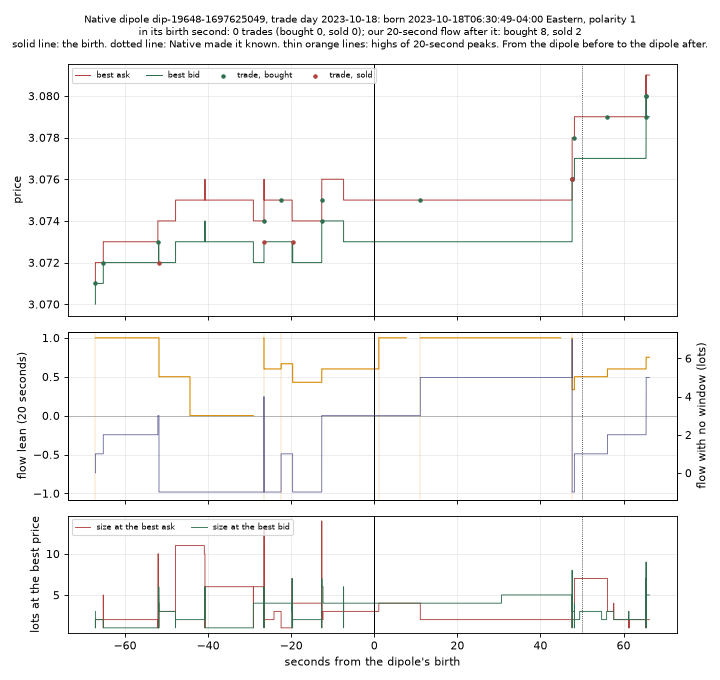 Native dipole dip-19648-1697625049, trade day 2023-10-18: born 2023-10-18T06:30:49-04:00 Eastern, polarity 1
in its birth second: 0 trades (bought 0, sold 0); our 20-second flow after it: bought 8, sold 2
solid line: the birth. dotted line: Native made it known. thin orange lines: highs of 20-second peaks. From the dipole before to the dipole after.
best ask best bid trade, bought trade, sold
3.080
3.078
3.076
3.074
3.072
3.070
price
1.0
0.5
0.0
−0.5
−1.0
flow lean (20 seconds)
6
4
2
0
flow with no window (lots)
size at the best ask size at the best bid
10
5
lots at the best price
−60 −40 −20 0 20 40 60
seconds from the dipole's birth